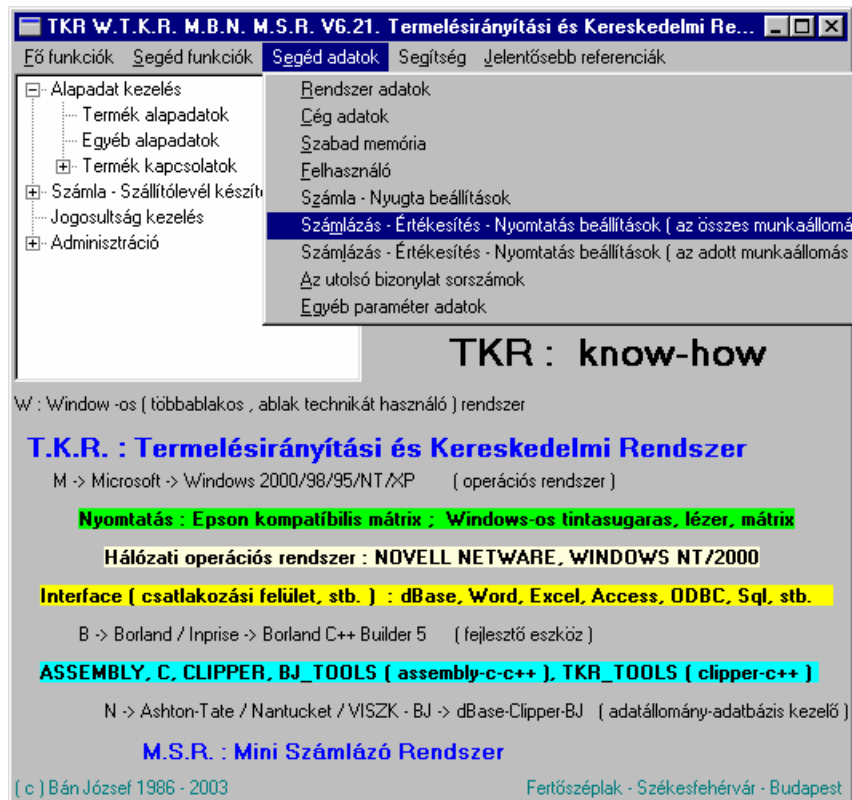 TKR W.T.K.R. M.B.N. M.S.R. V6.21. Termelésirányítási és Kereskedelmi Re...
Fő funkciók Segéd funkciók Segéd adatok Segítség Jelentősebb referenciák
Alapadat kezelés
Termék alapadatok
Egyéb alapadatok
Termék kapcsolatok
Számla - Szállítólevél készít
Jogosultság kezelés
Adminisztráció
Rendszer adatok
Cég adatok
Szabad memória
Felhasználó
Számla - Nyugta beállítások
Számlázás - Értékesítés - Nyomtatás beállítások ( az összes munkaállomá
Számlázás - Értékesítés - Nyomtatás beállítások ( az adott munkaállomás
Az utolsó bizonylat sorszámok
Egyéb paraméter adatok
TKR : know-how
W : Window -os ( többablakos , ablak technikát használó ) rendszer
T.K.R. : Termelésirányítási és Kereskedelmi Rendszer
M -> Microsoft -> Windows 2000/98/95/NT/XP ( operációs rendszer )
Nyomtatás : Epson kompatíbilis mátrix ; Windows-os tintasugaras, lézer, mátrix
Hálózati operációs rendszer : NOVELL NETWARE, WINDOWS NT/2000
Interface ( csatlakozási felület, stb. ) : dBase, Word, Excel, Access, ODBC, Sql, stb.
B -> Borland / Inprise -> Borland C++ Builder 5 ( fejlesztő eszköz )
ASSEMBLY, C, CLIPPER, BJ_TOOLS ( assembly-c-c++ ), TKR_TOOLS ( clipper-c++ )
N -> Ashton-Tate / Nantucket / VISZK - BJ -> dBase-Clipper-BJ ( adatállomány-adatbázis kezelő )
M.S.R. : Mini Számlázó Rendszer
( c ) Bán József 1986 - 2003 Fertőszéplak - Székesfehérvár - Budapest